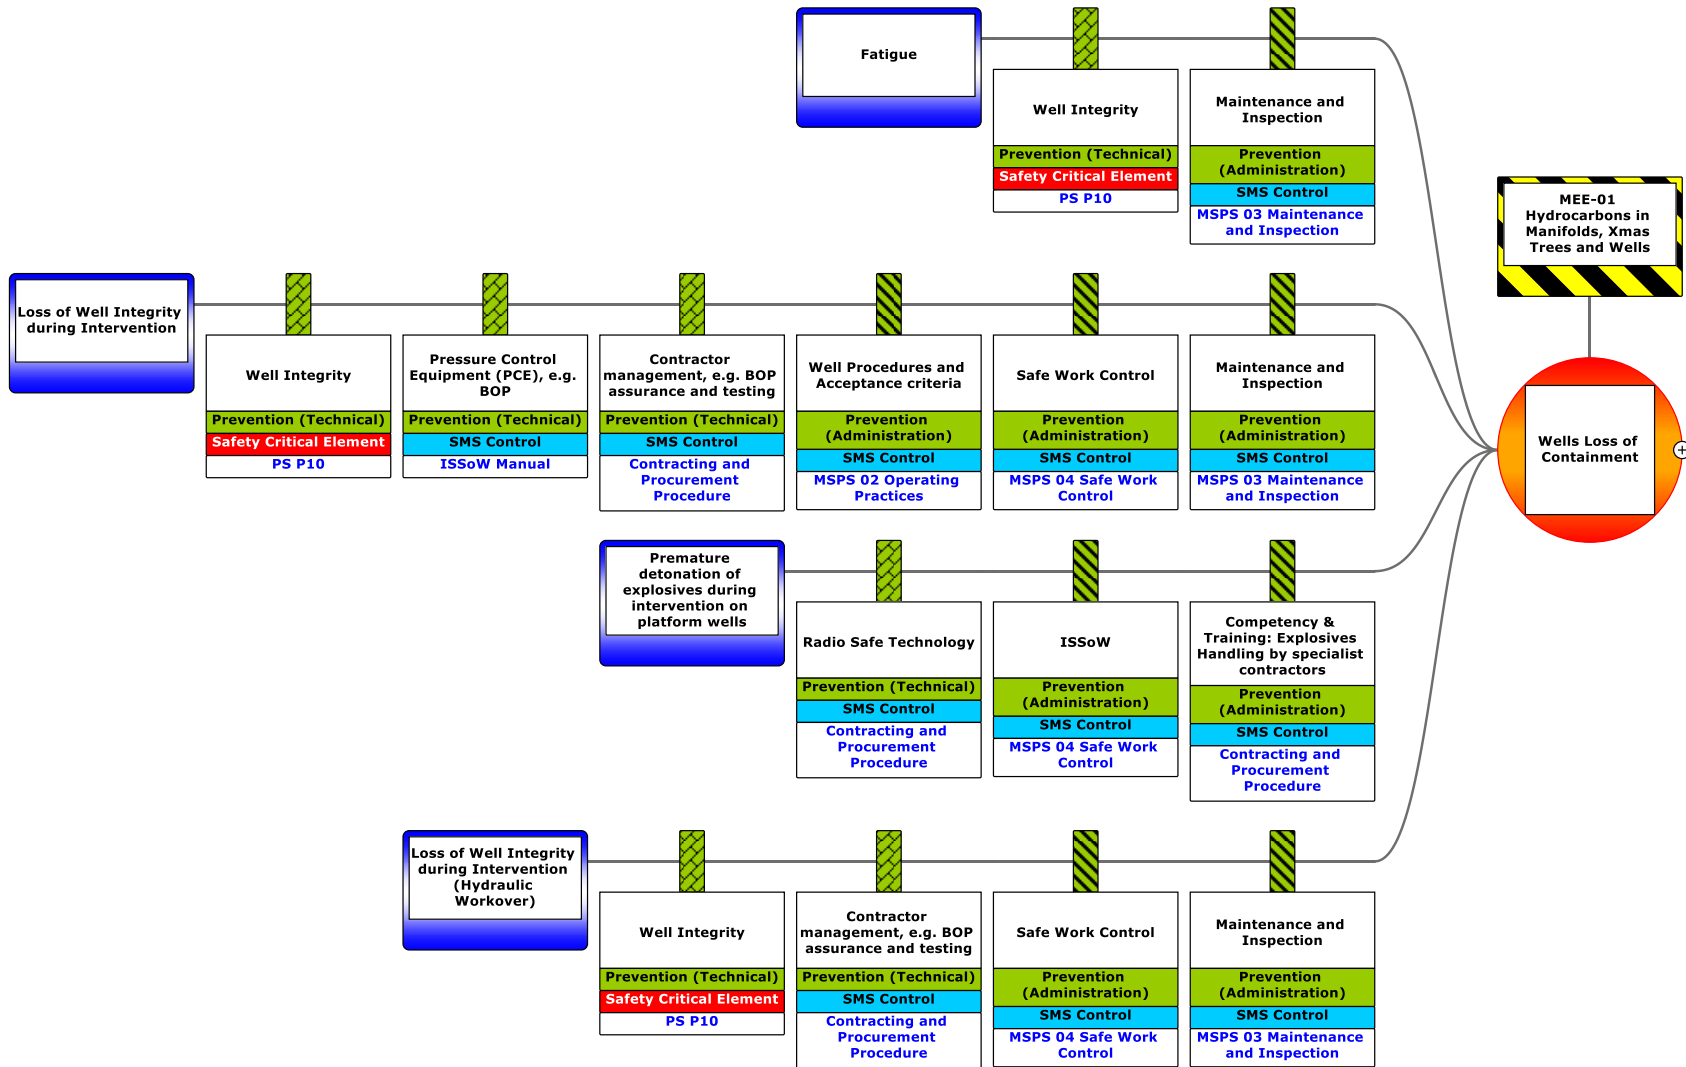 Fatigue
Well Integrity
Prevention (Technical)
Safety Critical Element
PS P10
Maintenance and
Inspection
Prevention
(Administration)
SMS Control
MSPS 03 Maintenance
and Inspection
MEE-01
Hydrocarbons in
Manifolds, Xmas
Trees and Wells
Wells Loss of
Containment
+
Loss of Well Integrity
during Intervention
Well Integrity
Prevention (Technical)
Safety Critical Element
PS P10
Pressure Control
Equipment (PCE), e.g.
BOP
Prevention (Technical)
SMS Control
ISSoW Manual
Contractor
management, e.g. BOP
assurance and testing
Prevention (Technical)
SMS Control
Contracting and
Procurement
Procedure
Well Procedures and
Acceptance criteria
Prevention
(Administration)
SMS Control
MSPS 02 Operating
Practices
Safe Work Control
Prevention
(Administration)
SMS Control
MSPS 04 Safe Work
Control
Maintenance and
Inspection
Prevention
(Administration)
SMS Control
MSPS 03 Maintenance
and Inspection
Premature
detonation of
explosives during
intervention on
platform wells
Radio Safe Technology
Prevention (Technical)
SMS Control
Contracting and
Procurement
Procedure
ISSoW
Prevention
(Administration)
SMS Control
MSPS 04 Safe Work
Control
Competency &
Training: Explosives
Handling by specialist
contractors
Prevention
(Administration)
SMS Control
Contracting and
Procurement
Procedure
Loss of Well Integrity
during Intervention
(Hydraulic
Workover)
Well Integrity
Prevention (Technical)
Safety Critical Element
PS P10
Contractor
management, e.g. BOP
assurance and testing
Prevention (Technical)
SMS Control
Contracting and
Procurement
Procedure
Safe Work Control
Prevention
(Administration)
SMS Control
MSPS 04 Safe Work
Control
Maintenance and
Inspection
Prevention
(Administration)
SMS Control
MSPS 03 Maintenance
and Inspection